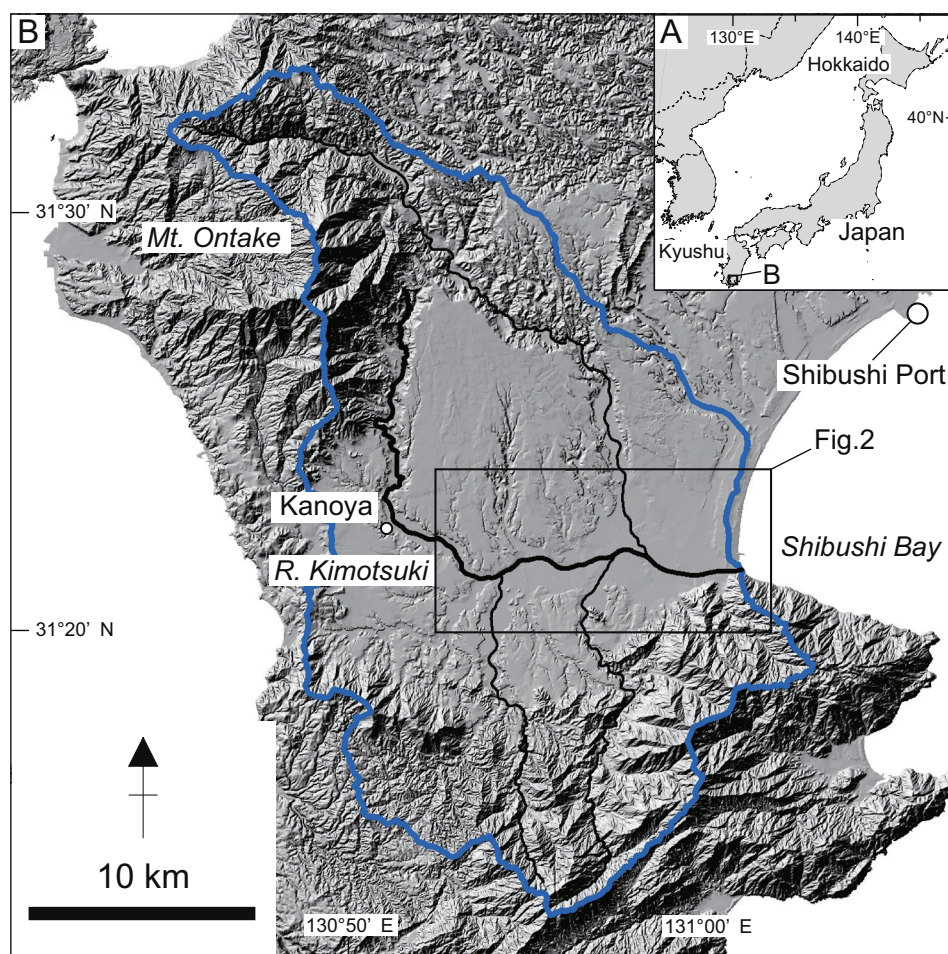 B
A
130°E
140°E
Hokkaido
40°N
31°30' N
Mt. Ontake
Japan
Kyushu
B
Shibushi Port
Fig.2
Kanoya
Shibushi Bay
R. Kimotsuki
31°20' N
10 km
130°50' E
131°00' E